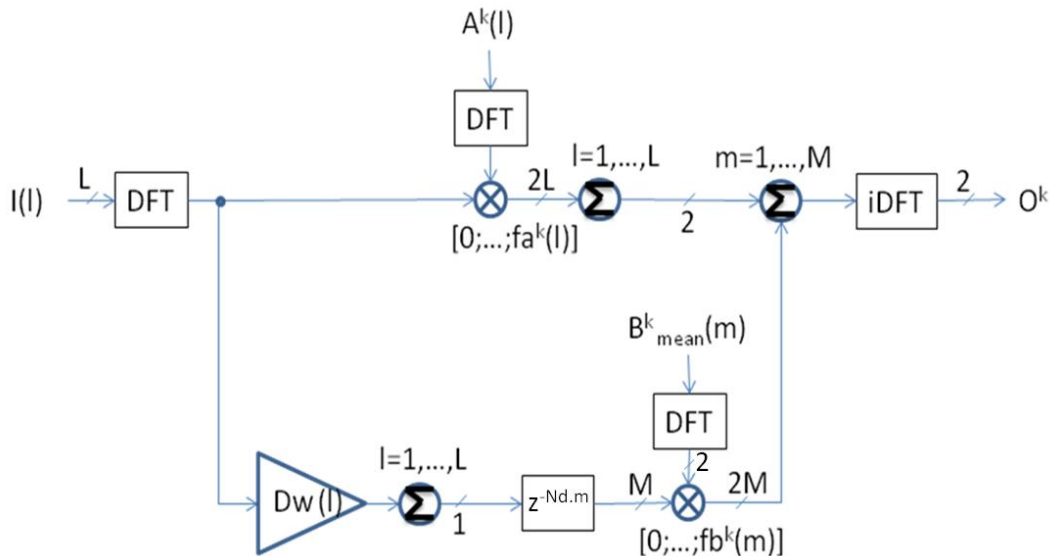 A^k(l)
DFT
l=1,...,L
m=1,...,M
L
2L
2
I(l)
DFT
iDFT
O^k
[0;...;fa^k(l)]
2
B^k_mean(m)
DFT
l=1,...,L
2
M
2M
Dw(l)
z^-Nd.m
1
[0;...;fb^k(m)]